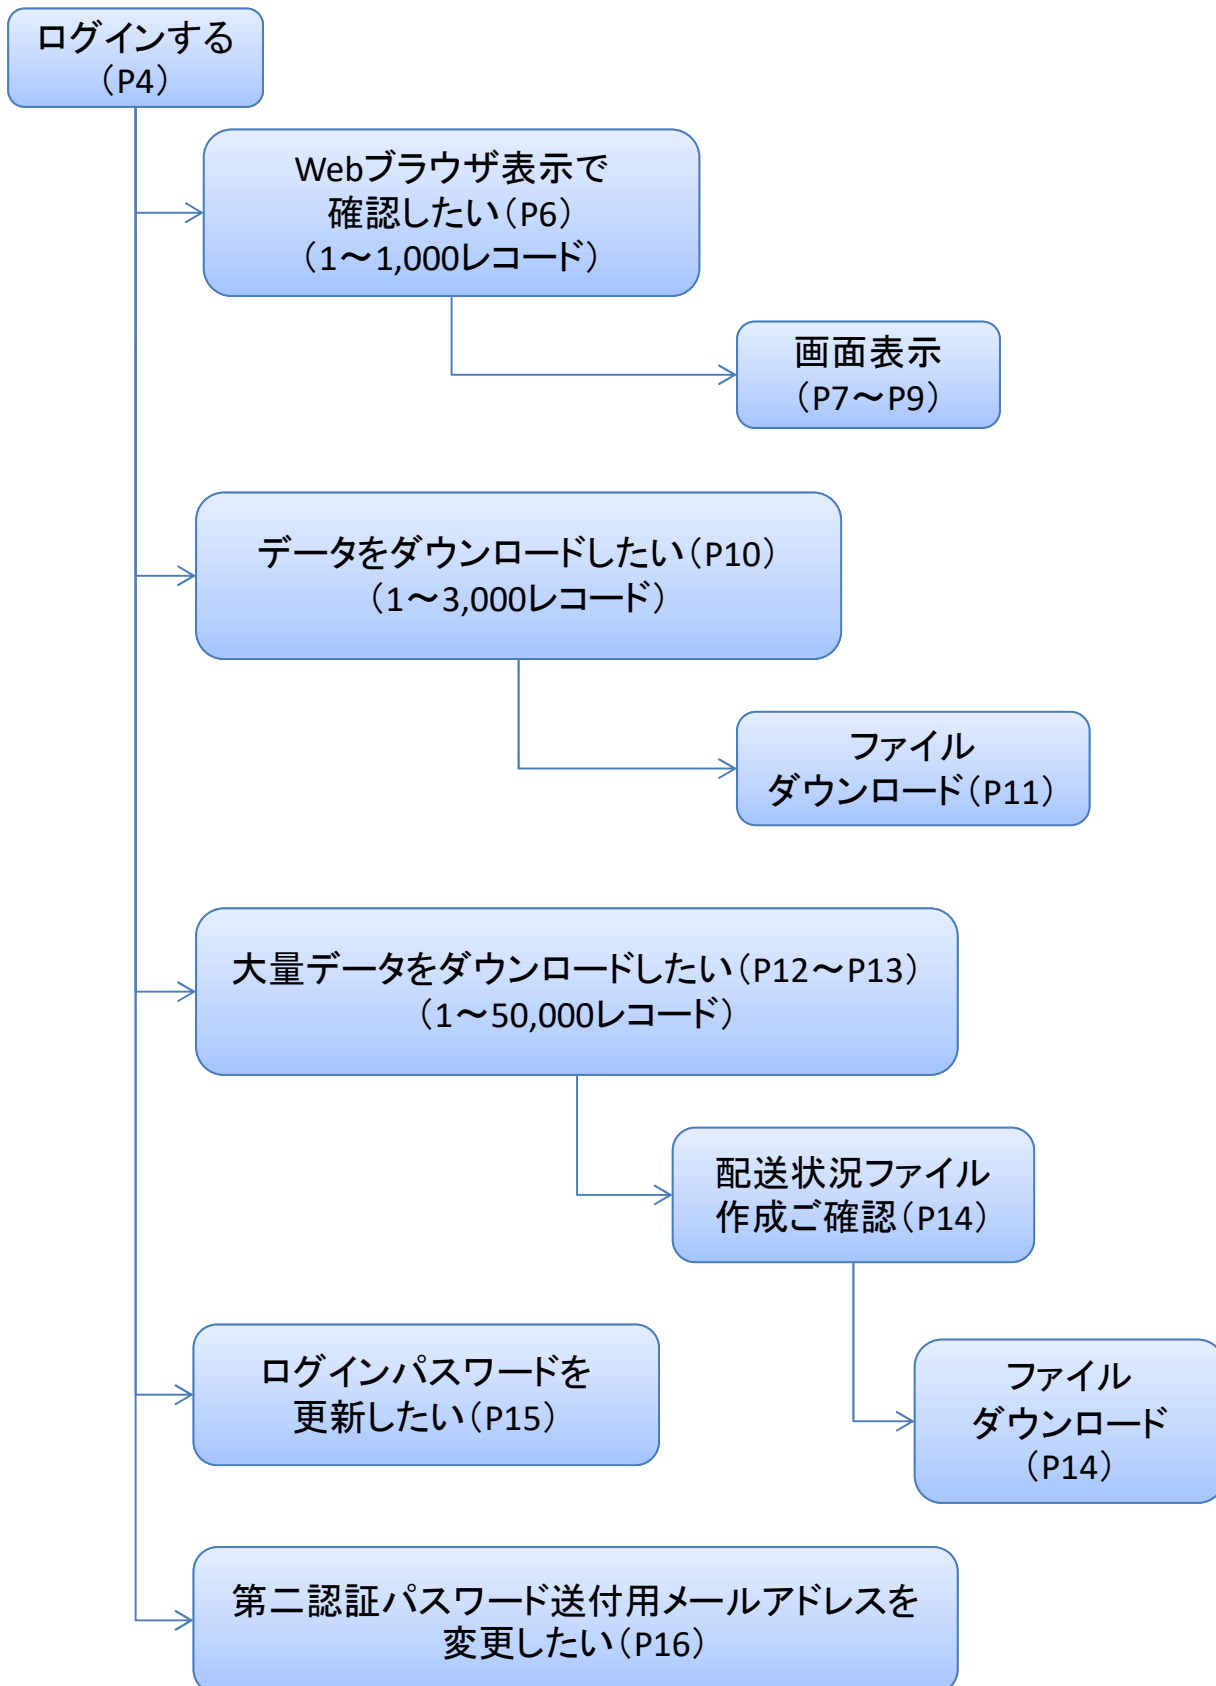 ログインする
（P4）
Webブラウザ表示で
確認したい（P6）
（1～1,000レコード）
画面表示
（P7～P9）
データをダウンロードしたい（P10）
（1～3,000レコード）
ファイル
ダウンロード（P11）
大量データをダウンロードしたい（P12～P13）
（1～50,000レコード）
配送状況ファイル
作成ご確認（P14）
ログインパスワードを
更新したい（P15）
ファイル
ダウンロード
（P14）
第二認証パスワード送付用メールアドレスを
変更したい（P16）